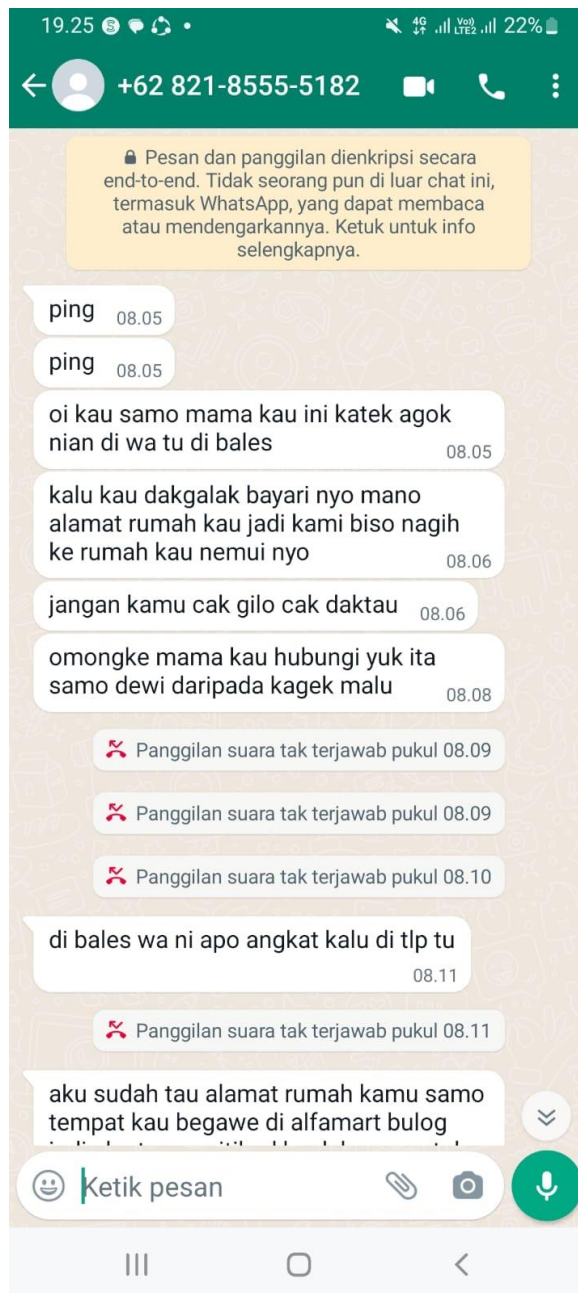 19.25
4G VoD LTE2 22%
+62 821-8555-5182
Pesan dan panggilan dienkripsi secara
end-to-end. Tidak seorang pun di luar chat ini,
termasuk WhatsApp, yang dapat membaca
atau mendengarkannya. Ketuk untuk info
selengkapnya.
ping 08.05
ping 08.05
oi kau samo mama kau ini katek agok
nian di wa tu di bales 08.05
kalu kau dakgalak bayari nyo mano
alamat rumah kau jadi kami biso nagih
ke rumah kau nemui nyo 08.06
jangan kamu cak gilo cak daktau 08.06
omongke mama kau hubungi yuk ita
samo dewi daripada kagek malu 08.08
Panggilan suara tak terjawab pukul 08.09
Panggilan suara tak terjawab pukul 08.09
Panggilan suara tak terjawab pukul 08.10
di bales wa ni apo angkat kalu di tlp tu
08.11
Panggilan suara tak terjawab pukul 08.11
aku sudah tau alamat rumah kamu samo
tempat kau begawe di alfamart bulog
Ketik pesan